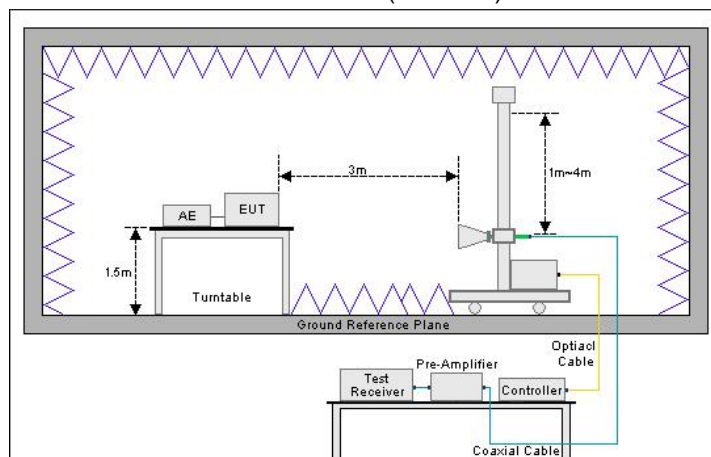 3m
1m~4m
AE
EUT
1.5m
Turntable
Ground Reference Plane
Optiacl
Cable
Pre-Amplifier
Test
Receiver
Controller
Coaxial Cable